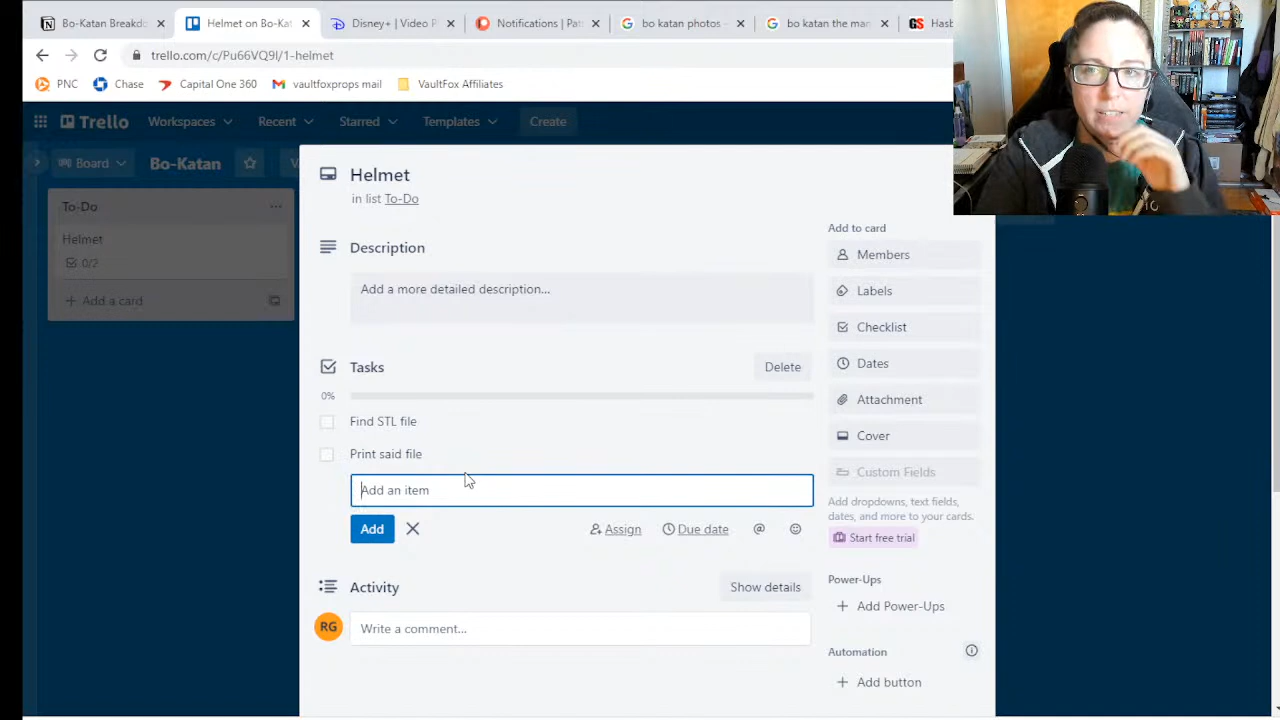 Bo-Katan Breakdo
Helmet on Bo-Kat
Disney+ | Video P
Notifications | Pat
bo katan photos -
bo katan the man
Hasb
trello.com/c/Pu66VQ9I/1-helmet
PNC
Chase
Capital One 360
vaultfoxprops mail
VaultFox Affiliates
Trello
Workspaces
Recent
Starred
Templates
Create
Board
Bo-Katan
To-Do
Helmet
0/2
+ Add a card
Helmet
in list To-Do
Description
Add a more detailed description...
Tasks
Delete
0%
Find STL file
Print said file
Add an item
Add
Assign
Due date
Activity
Show details
RG
Write a comment...
Add to card
Members
Labels
Checklist
Dates
Attachment
Cover
Custom Fields
Add dropdowns, text fields,
dates, and more to your cards.
Start free trial
Power-Ups
+ Add Power-Ups
Automation
+ Add button